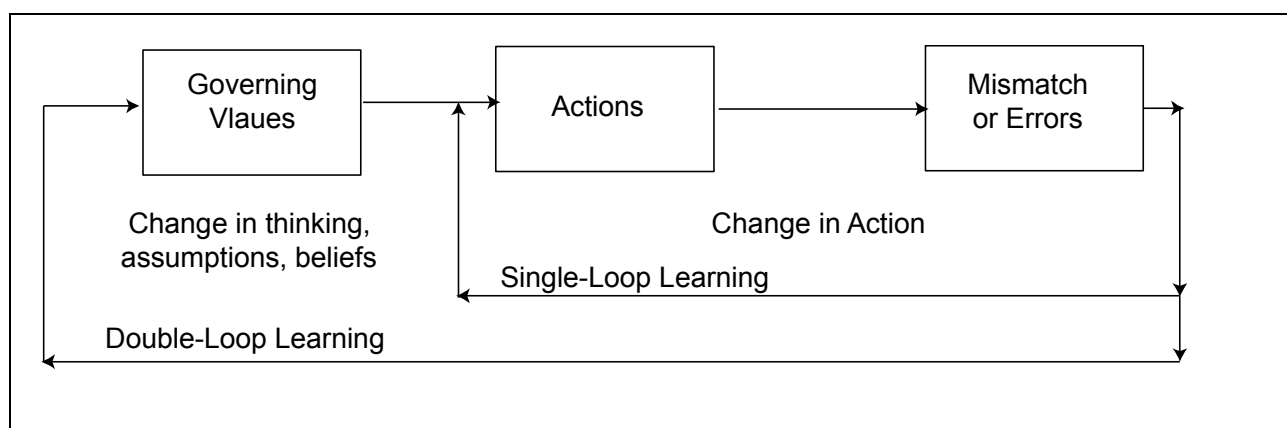 Governing
Vlaues
Actions
Mismatch
or Errors
Change in thinking,
assumptions, beliefs
Change in Action
Single-Loop Learning
Double-Loop Learning